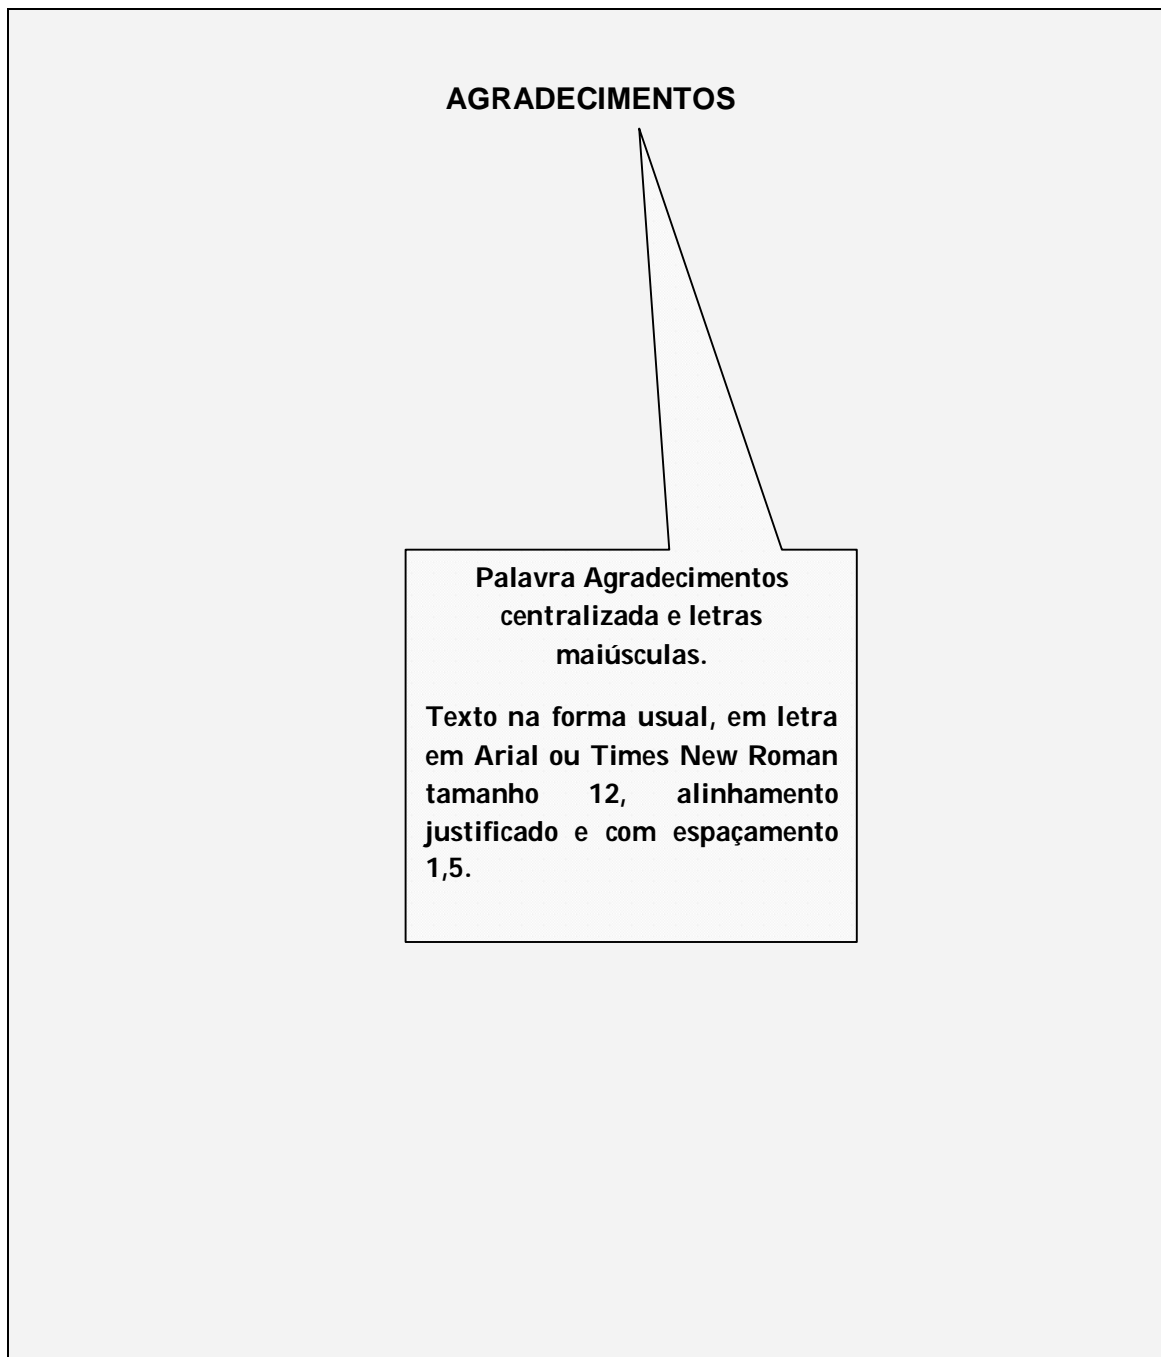 AGRADECIMENTOS
Palavra Agradecimentos
centralizada e letras
maiúsculas.
Texto na forma usual, em letra
em Arial ou Times New Roman
tamanho 12, alinhamento
justificado e com espaçamento
1,5.